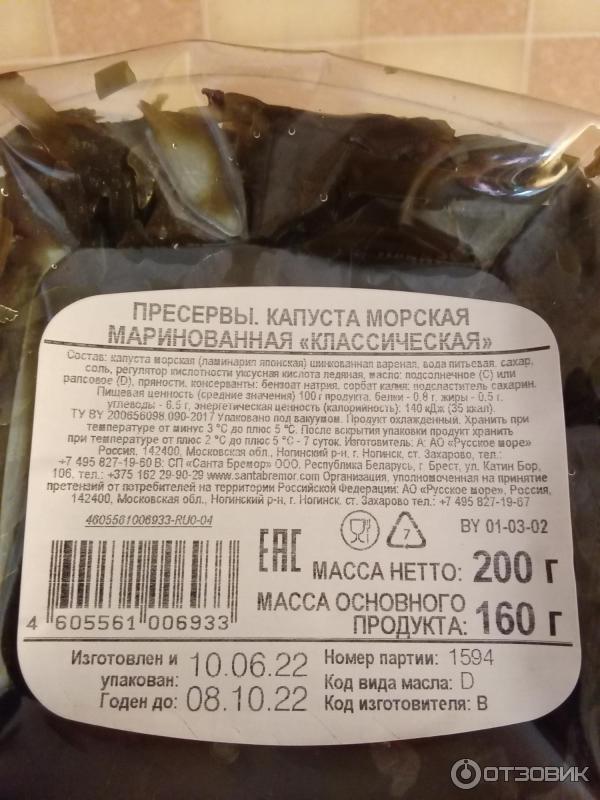 ПРЕСЕРВЫ. КАПУСТА МОРСКАЯ
МАРИНОВАННАЯ «КЛАССИЧЕСКАЯ»
Состав: капуста морская (ламинария японская) шинкованная вареная, вода питьевая, сахар,
соль, регулятор кислотности уксусная кислота ледяная, масло: подсолнечное (С) или
рапсовое (D), пряности, консерванты: бензоат натрия, сорбат калия; подсластитель сахарин.
Пищевая ценность (средние значения) 100 г продукта: белки - 0,8 г, жиры - 0,5 г,
углеводы - 6,5 г, энергетическая ценность (калорийность): 140 кДж (35 ккал).
ТУ BY 200656098.090-2017 Упаковано под вакуумом. Продукт охлажденный. Хранить при
температуре от минус 3 °С до плюс 5 °С. После вскрытия упаковки продукт хранить
при температуре от плюс 2 °С до плюс 5 °С - 7 суток. Изготовитель: А: АО «Русское море»
Россия, 142400, Московская обл., Ногинский р-н, г. Ногинск, ст. Захарово, тел.:
+7 495 827-19-60 В: СП «Санта Бремор» ООО, Республика Беларусь, г. Брест, ул. Катин Бор,
106, тел.: +375 162 29-90-29 www.santabremor.com Организация, уполномоченная на принятие
претензий от потребителей на территории Российской Федерации: АО «Русское море», Россия,
142400, Московская обл., Ногинский р-н, г. Ногинск, ст. Захарово тел.: +7 495 827-19-67
4605561006933-RU0-04
7
BY 01-03-02
ЕАС
МАССА НЕТТО: 200 г
МАССА ОСНОВНОГО
ПРОДУКТА: 160 г
4 605561 006933
Изготовлен и
упакован: 10.06.22
Годен до: 08.10.22
Номер партии: 1594
Код вида масла: D
Код изготовителя: В
ОТЗОВИК